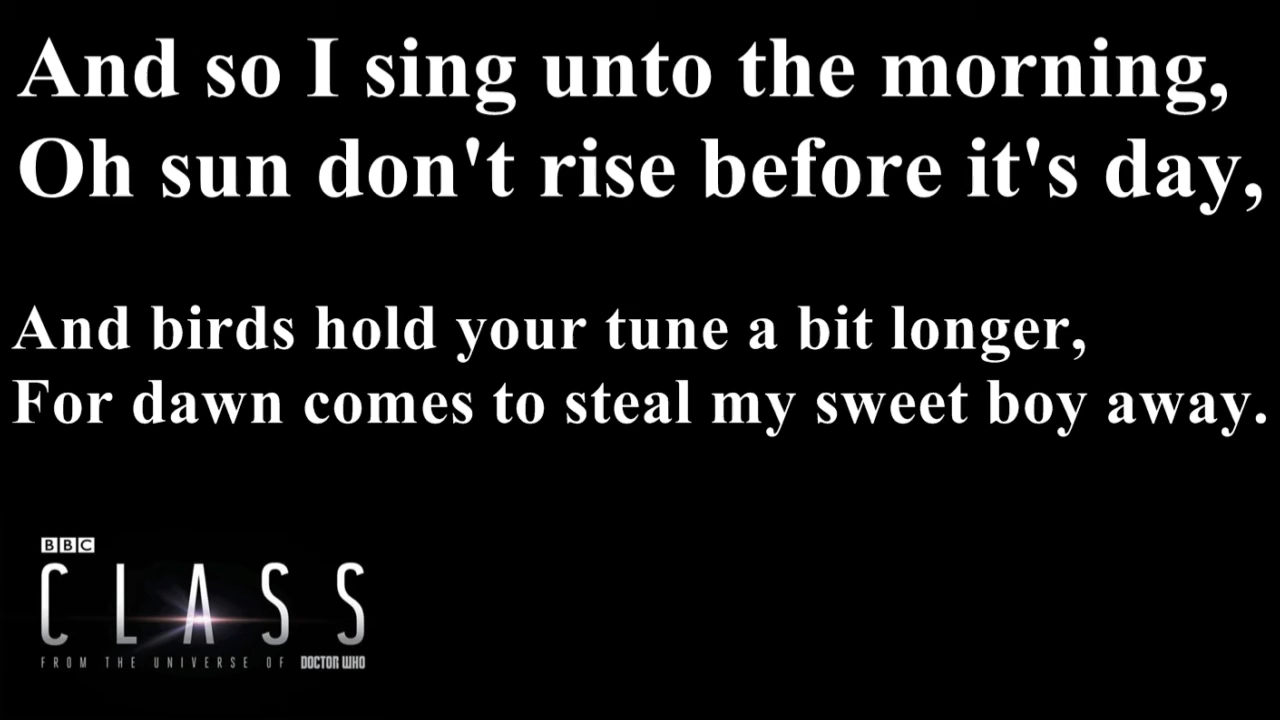 And so I sing unto the morning,
Oh sun don't rise before it's day,
And birds hold your tune a bit longer,
For dawn comes to steal my sweet boy away.
BBC
CLASS
FROM THE UNIVERSE OF DOCTOR WHO